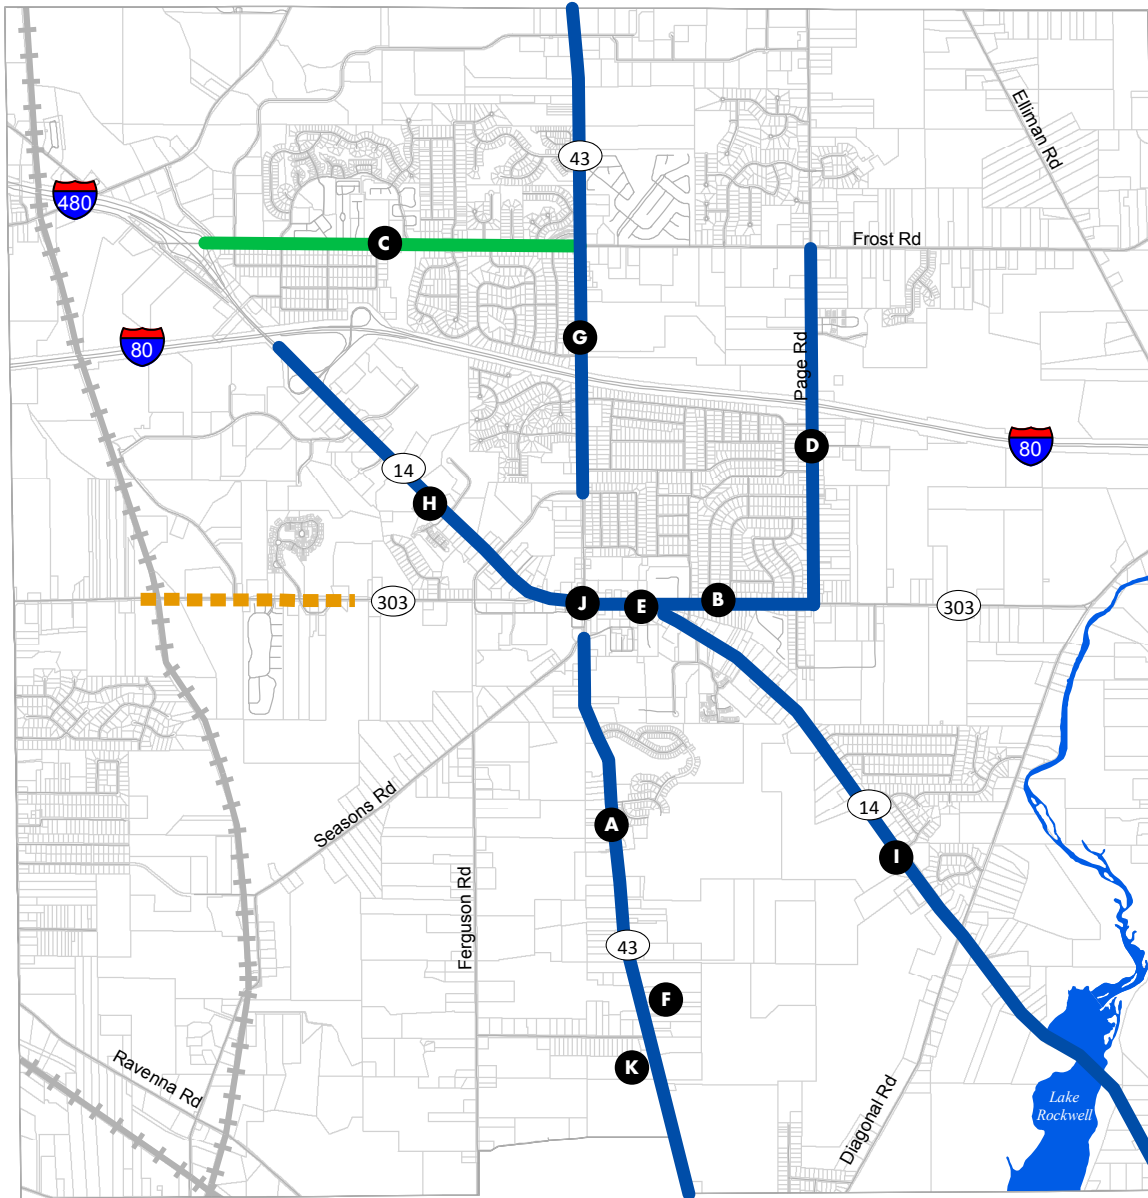 Elliman Rd
43
480
C
Frost Rd
G
80
Page Rd
D
80
14
H
303
J
E
B
303
Seasons Rd
14
A
I
Ferguson Rd
43
F
K
Ravenna Rd
Diagonal Rd
Lake
Rockwell